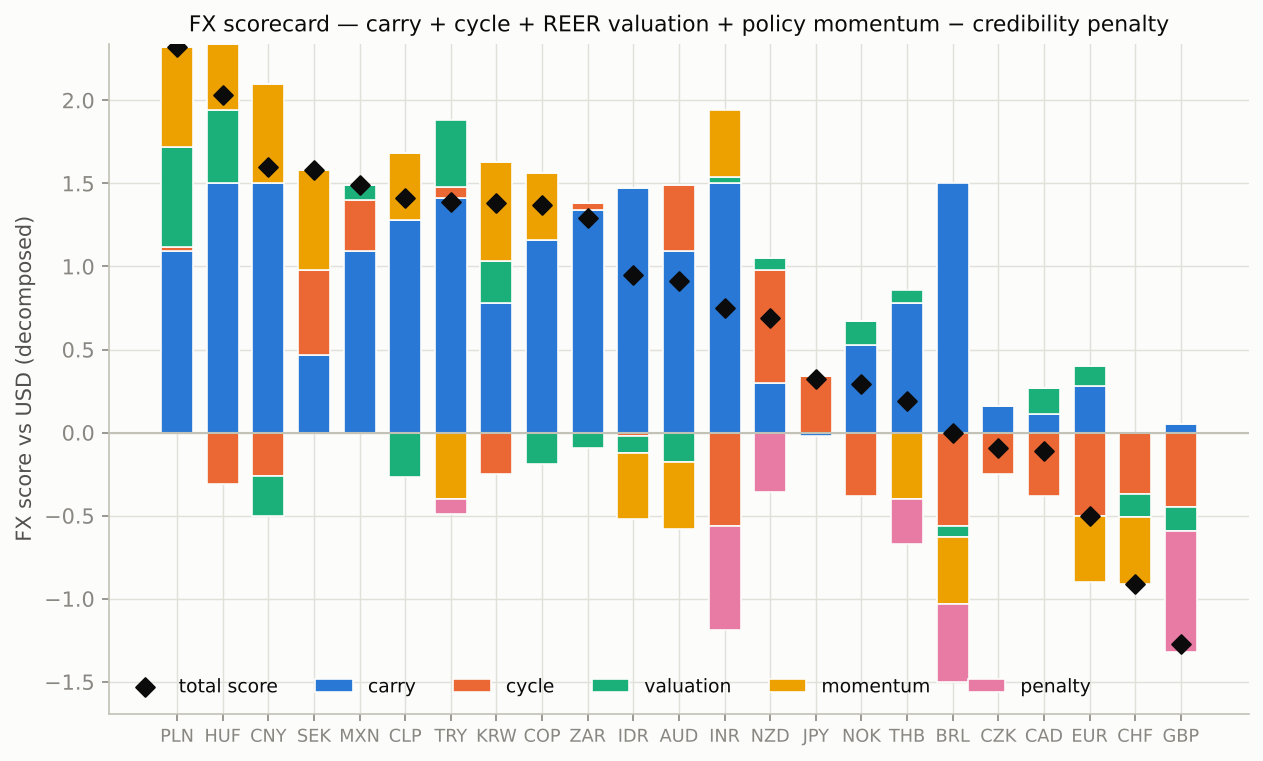 FX scorecard — carry + cycle + REER valuation + policy momentum − credibility penalty
FX score vs USD (decomposed)
2.0
1.5
1.0
0.5
0.0
−0.5
−1.0
−1.5
total score carry cycle valuation momentum penalty
PLN HUF CNY SEK MXN CLP TRY KRW COP ZAR IDR AUD INR NZD JPY NOK THB BRL CZK CAD EUR CHF GBP